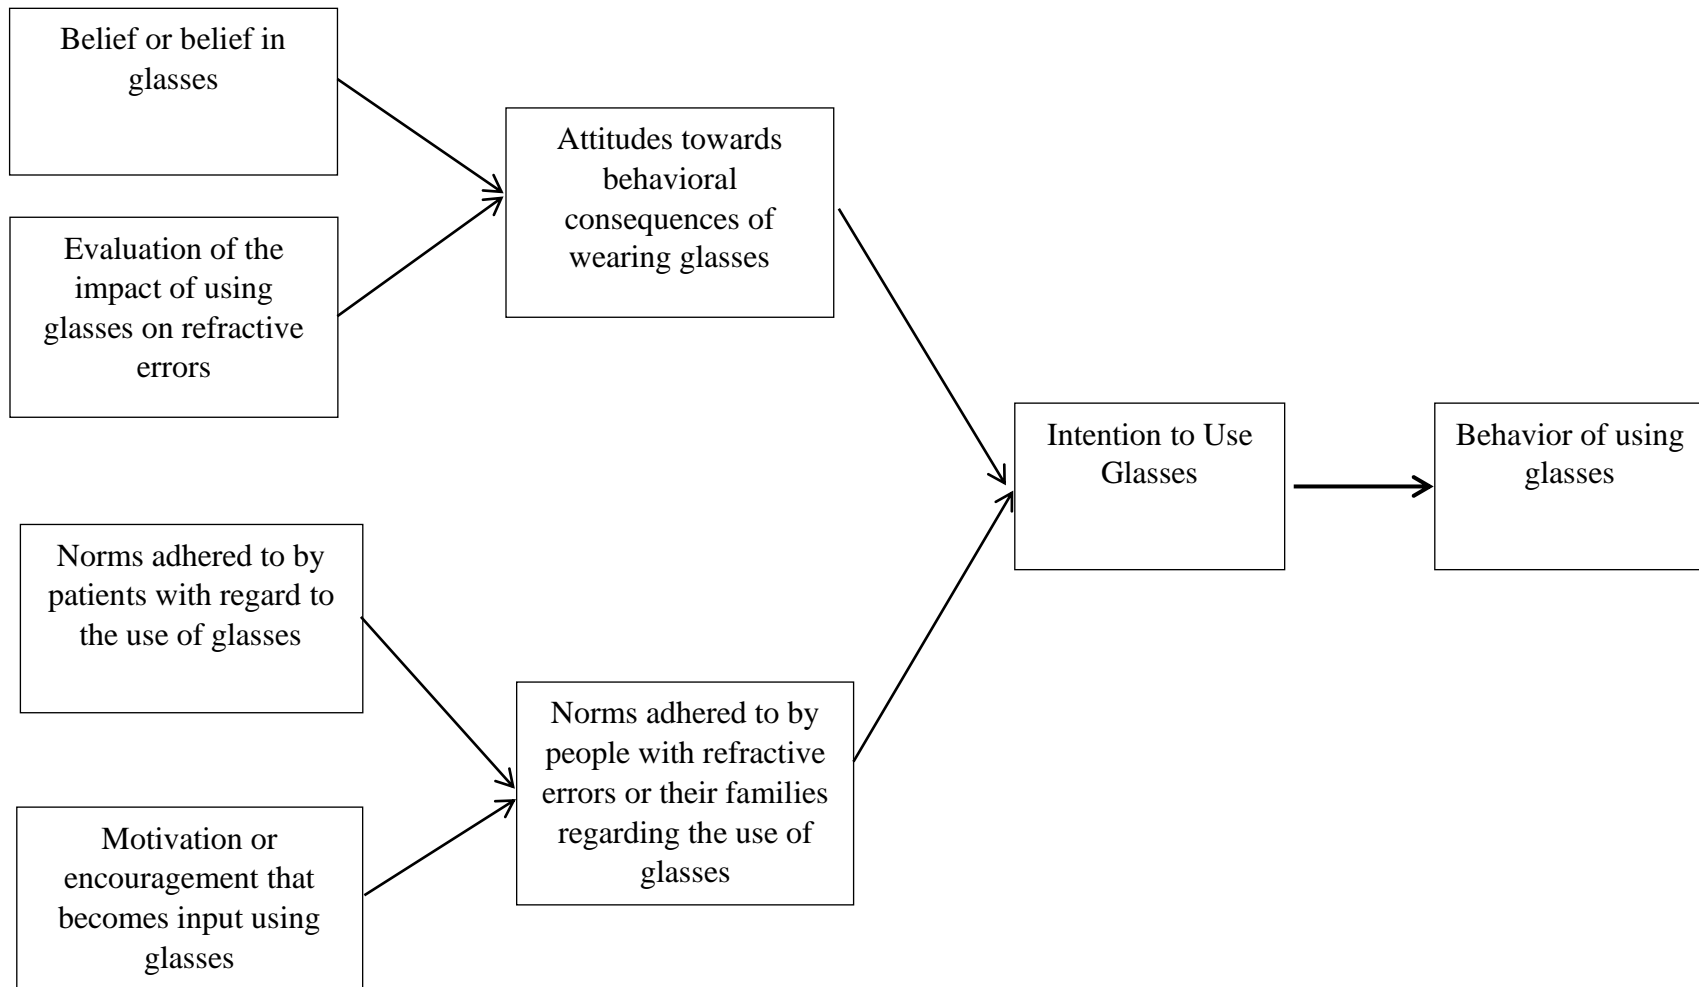 Belief or belief in
glasses
Evaluation of the
impact of using
glasses on refractive
errors
Attitudes towards
behavioral
consequences of
wearing glasses
Norms adhered to by
patients with regard to
the use of glasses
Motivation or
encouragement that
becomes input using
glasses
Norms adhered to by
people with refractive
errors or their families
regarding the use of
glasses
Intention to Use
Glasses
Behavior of using
glasses